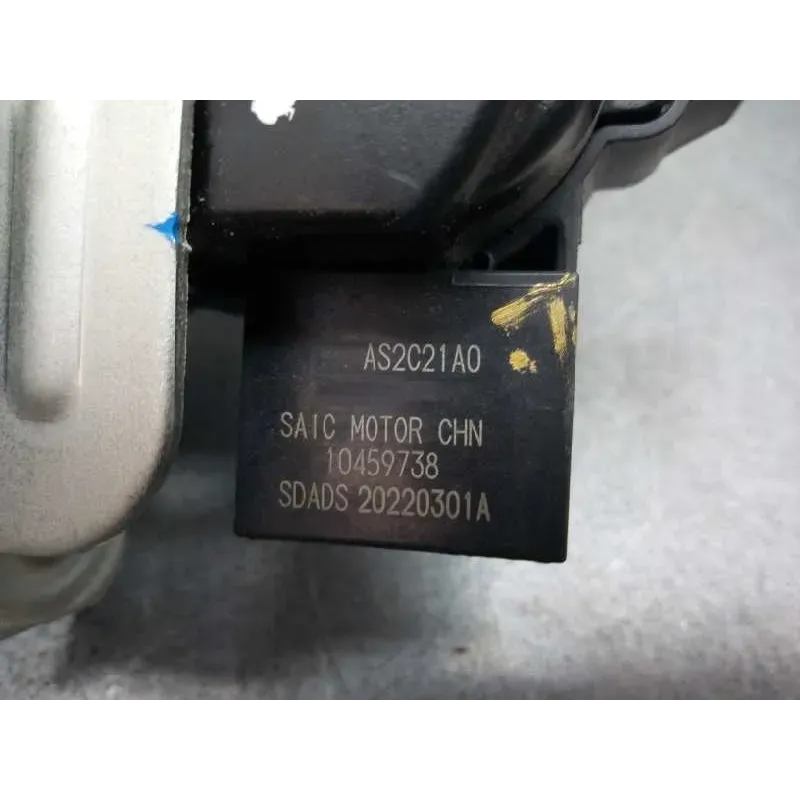 AS2C21A0
SAIC MOTOR CHN
10459738
SDADS 20220301A